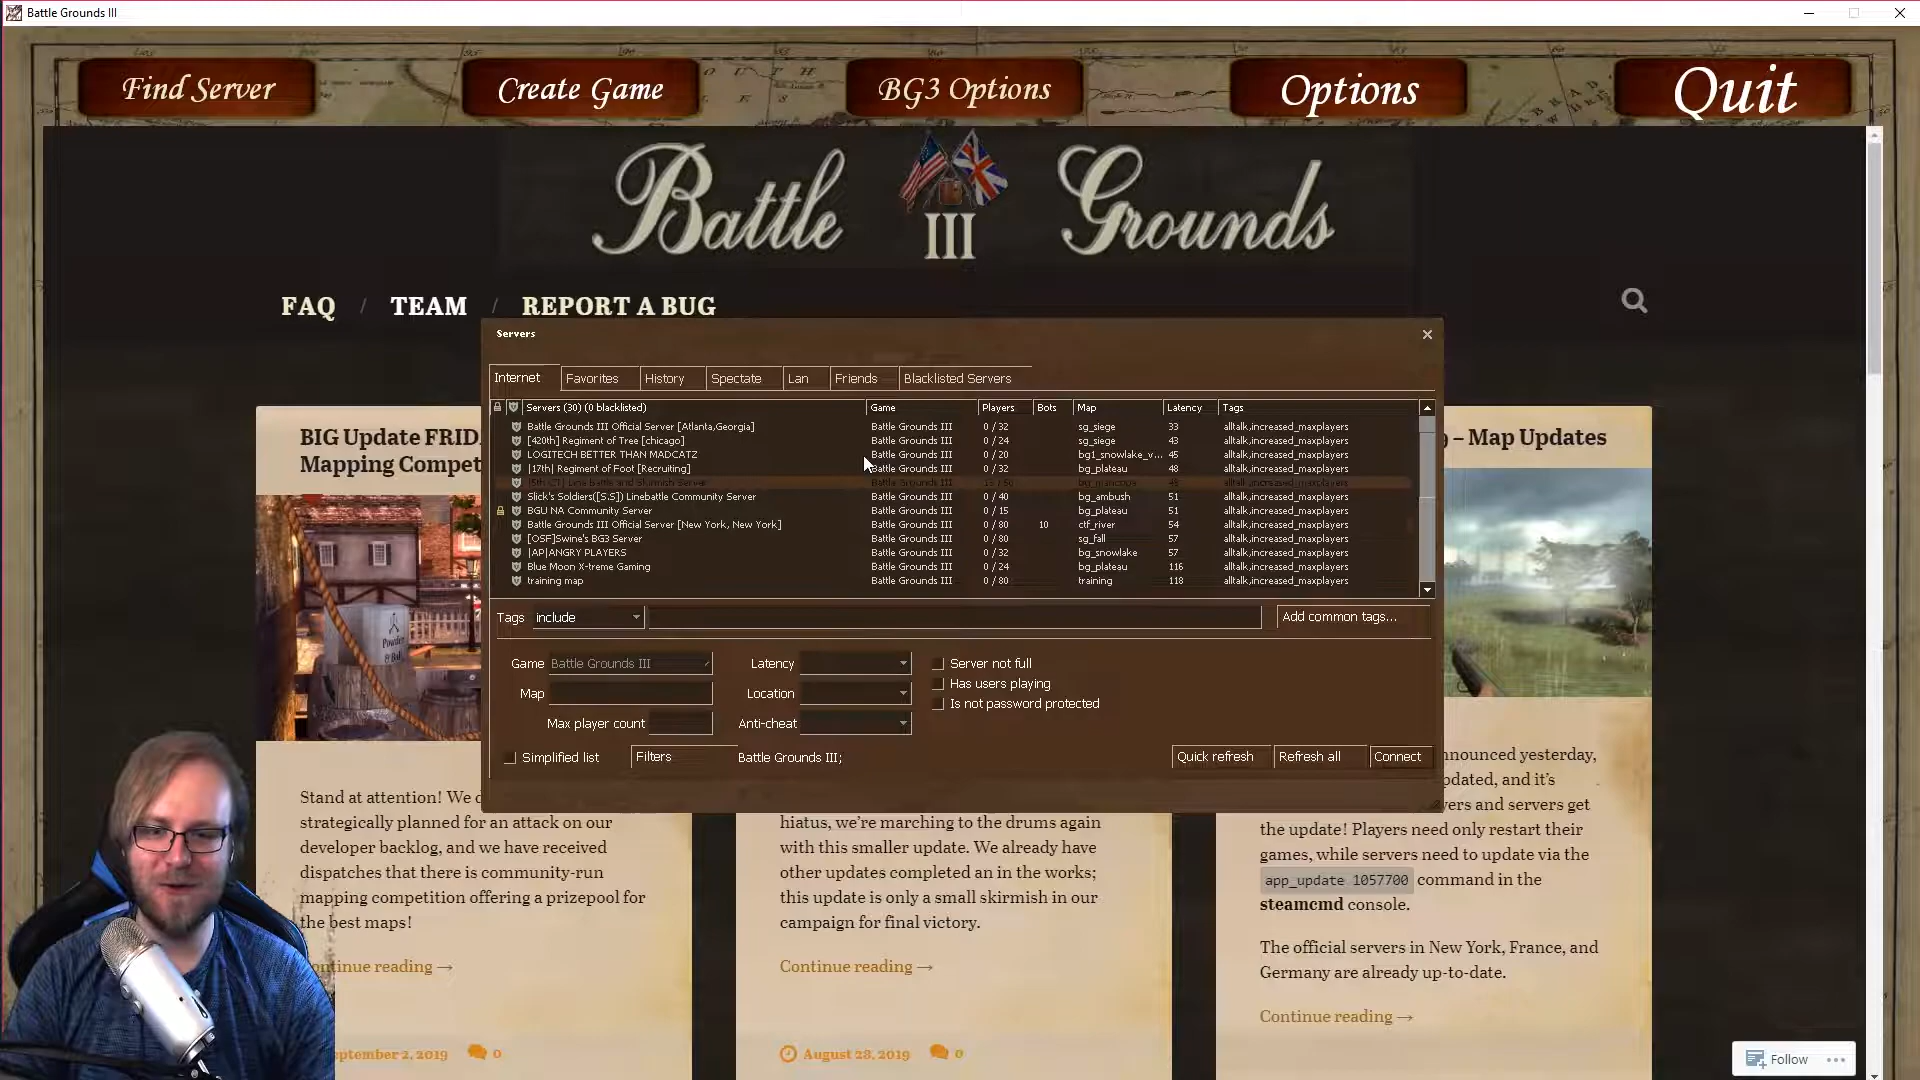 Battle Grounds III
Find Server
Create Game
BG3 Options
Options
Quit
Battle III Grounds
FAQ / TEAM / REPORT A BUG
Servers
Internet Favorites History Spectate Lan Friends Blacklisted Servers
Servers (30) (0 blacklisted) Game Players Bots Map Latency Tags
Battle Grounds III Official Server [Atlanta,Georgia] Battle Grounds III 0 / 32 sg_siege 33 alltalk,increased_maxplayers
[420th] Regiment of Tree [chicago] Battle Grounds III 0 / 24 sg_siege 43 alltalk,increased_maxplayers
LOGITECH BETTER THAN MADCATZ Battle Grounds III 0 / 20 bg1_snowlake_v... 45 alltalk,increased_maxplayers
|17th| Regiment of Foot [Recruiting] Battle Grounds III 0 / 32 bg_plateau 48 alltalk,increased_maxplayers
Line Battle and Skirmish Server Battle Grounds III alltalk,increased_maxplayers
Slick's Soldiers([S.S]) Linebattle Community Server Battle Grounds III 0 / 40 bg_ambush 51 alltalk,increased_maxplayers
BGU NA Community Server Battle Grounds III 0 / 15 bg_plateau 51 alltalk,increased_maxplayers
Battle Grounds III Official Server [New York, New York] Battle Grounds III 0 / 80 10 ctf_river 54 alltalk,increased_maxplayers
[OSF]Swine's BG3 Server Battle Grounds III 0 / 80 sg_fall 57 alltalk,increased_maxplayers
|AP|ANGRY PLAYERS Battle Grounds III 0 / 32 bg_snowlake 57 alltalk,increased_maxplayers
Blue Moon X-treme Gaming Battle Grounds III 0 / 24 bg_plateau 116 alltalk,increased_maxplayers
training map Battle Grounds III 0 / 80 training 118 alltalk,increased_maxplayers
Tags include Add common tags...
Game Battle Grounds III Latency Server not full
Map Location Has users playing
Is not password protected
Max player count Anti-cheat
Simplified list Filters Battle Grounds III; Quick refresh Refresh all Connect
BIG Update FRID
Mapping Compet
Powder
& Bal
Stand at attention! We d
strategically planned for an attack on our
developer backlog, and we have received
dispatches that there is community-run
mapping competition offering a prizepool for
the best maps!
ontinue reading →
eptember 2, 2019 0
hiatus, we're marching to the drums again
with this smaller update. We already have
other updates completed an in the works;
this update is only a small skirmish in our
campaign for final victory.
Continue reading →
August 28, 2019 0
9 – Map Updates
nnounced yesterday,
pdated, and it's
yers and servers get
the update! Players need only restart their
games, while servers need to update via the
app_update 1057700 command in the
steamcmd console.
The official servers in New York, France, and
Germany are already up-to-date.
Continue reading →
Follow